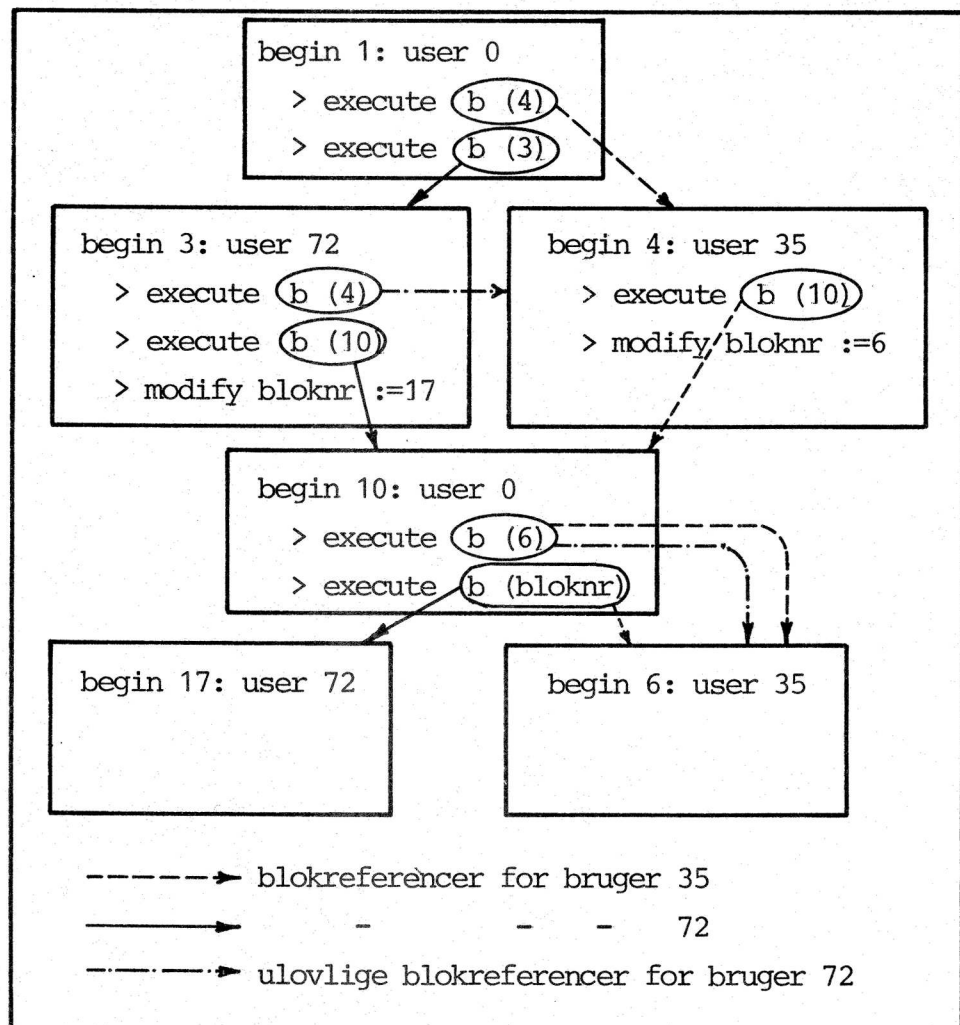 begin 1: user 0
> execute b (4)
> execute b (3)
begin 3: user 72
> execute b (4)
> execute b (10)
> modify bloknr :=17
begin 4: user 35
> execute b (10)
> modify bloknr :=6
begin 10: user 0
> execute b (6)
> execute b (bloknr)
begin 17: user 72
begin 6: user 35
blokreferencer for bruger 35
- - - 72
ulovlige blokreferencer for bruger 72